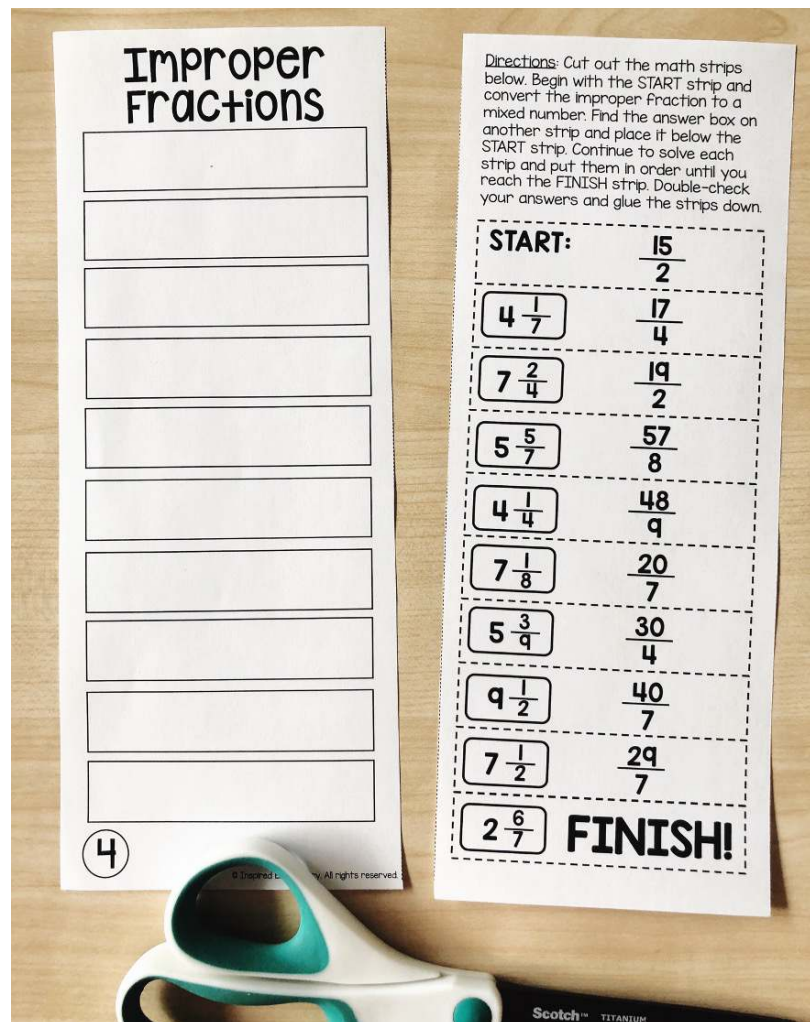 Improper
Fractions
4
© Inspired E
ry, All rights reserved.
Directions: Cut out the math strips
below. Begin with the START strip and
convert the improper fraction to a
mixed number. Find the answer box on
another strip and place it below the
START strip. Continue to solve each
strip and put them in order until you
reach the FINISH strip. Double-check
your answers and glue the strips down.
START: 15/2
4 1/7 17/4
7 2/4 19/2
5 5/7 57/8
4 1/4 48/9
7 1/8 20/7
5 3/9 30/4
9 1/2 40/7
7 1/2 29/7
2 6/7 FINISH!
Scotch™ TITANIUM